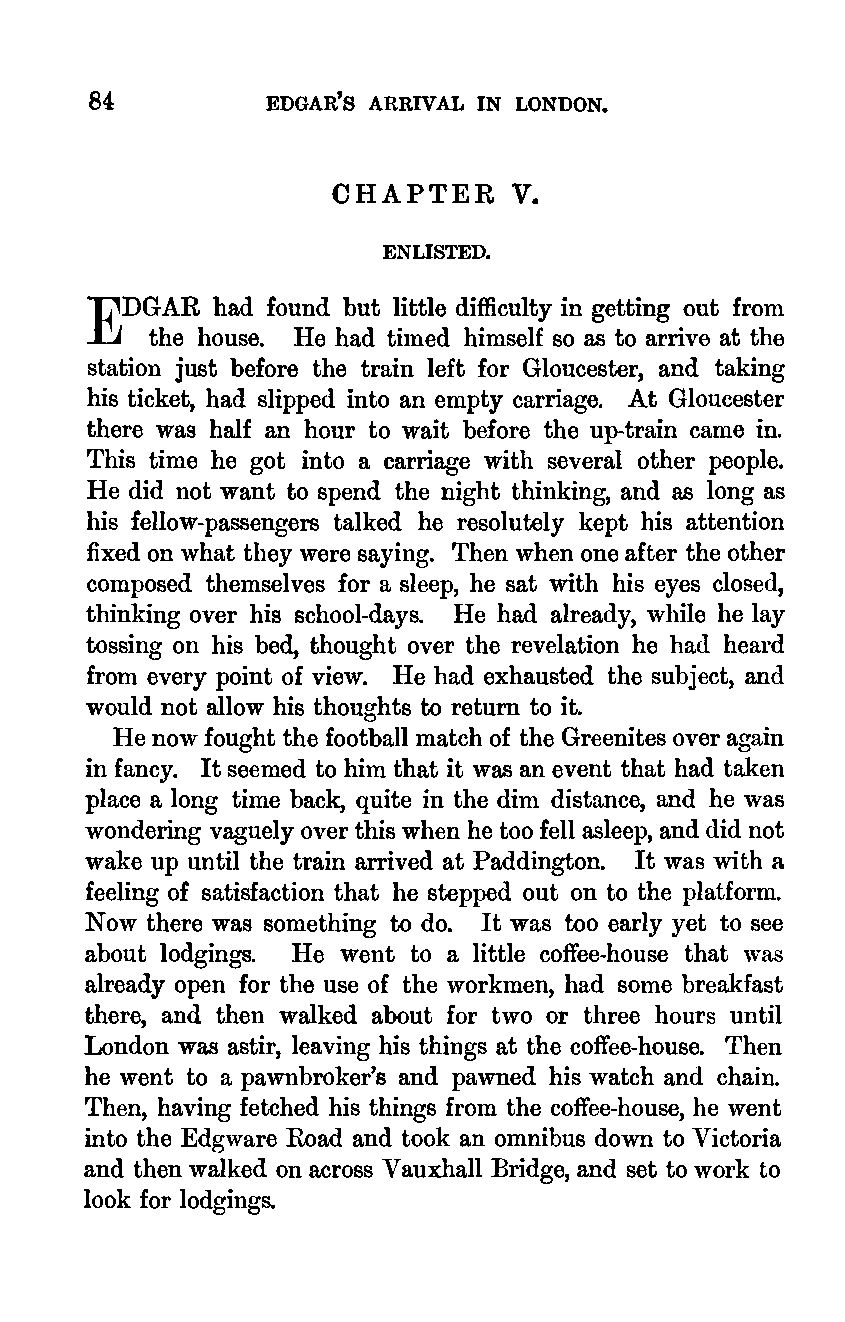 84 EDGAR'S ARRIVAL IN LONDON.
CHAPTER V.
ENLISTED.
EDGAR had found but little difficulty in getting out from
the house. He had timed himself so as to arrive at the
station just before the train left for Gloucester, and taking
his ticket, had slipped into an empty carriage. At Gloucester
there was half an hour to wait before the up-train came in.
This time he got into a carriage with several other people.
He did not want to spend the night thinking, and as long as
his fellow-passengers talked he resolutely kept his attention
fixed on what they were saying. Then when one after the other
composed themselves for a sleep, he sat with his eyes closed,
thinking over his school-days. He had already, while he lay
tossing on his bed, thought over the revelation he had heard
from every point of view. He had exhausted the subject, and
would not allow his thoughts to return to it.
He now fought the football match of the Greenites over again
in fancy. It seemed to him that it was an event that had taken
place a long time back, quite in the dim distance, and he was
wondering vaguely over this when he too fell asleep, and did not
wake up until the train arrived at Paddington. It was with a
feeling of satisfaction that he stepped out on to the platform.
Now there was something to do. It was too early yet to see
about lodgings. He went to a little coffee-house that was
already open for the use of the workmen, had some breakfast
there, and then walked about for two or three hours until
London was astir, leaving his things at the coffee-house. Then
he went to a pawnbroker's and pawned his watch and chain.
Then, having fetched his things from the coffee-house, he went
into the Edgware Road and took an omnibus down to Victoria
and then walked on across Vauxhall Bridge, and set to work to
look for lodgings.